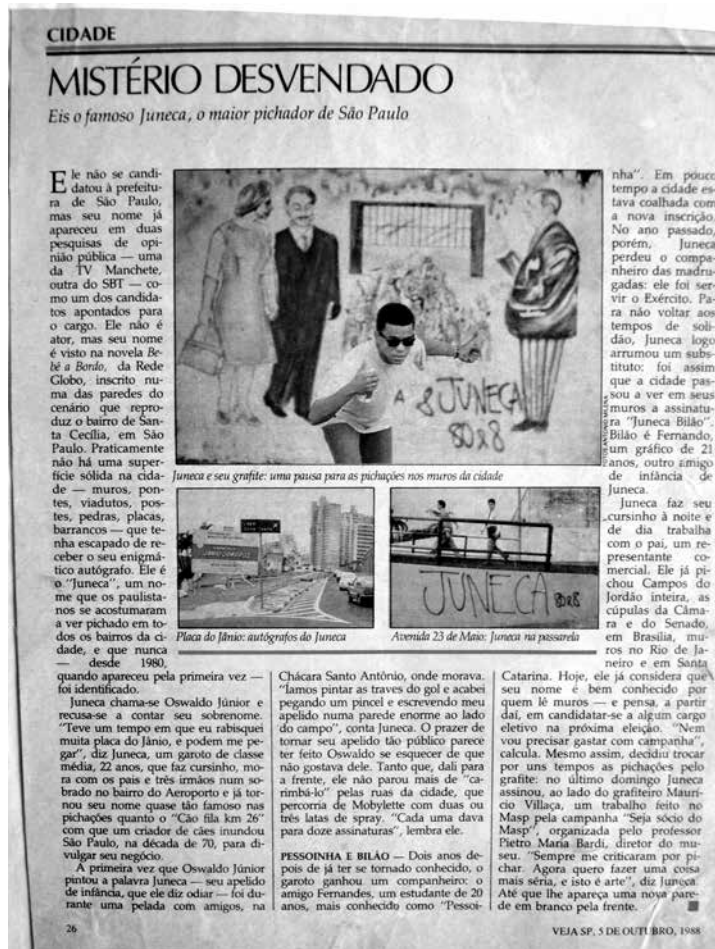 CIDADE
MISTÉRIO DESVENDADO
Eis o famoso Juneca, o maior pichador de São Paulo
Ele não se candi-
datou à prefeitu-
ra de São Paulo,
mas seu nome já
apareceu em duas
pesquisas de opi-
nião pública — uma
da TV Manchete,
outra do SBT — co-
mo um dos candida-
tos apontados para
o cargo. Ele não é
ator, mas seu nome
é visto na novela Be-
bê a Bordo, da Rede
Globo, inscrito nu-
ma das paredes do
cenário que repro-
duz o bairro de San-
ta Cecília, em São
Paulo. Praticamente
não há uma super-
fície sólida na cida-
de — muros, pon-
tes, viadutos, pos-
tes, pedras, placas,
barrancos — que te-
nha escapado de re-
ceber o seu enigmá-
tico autógrafo. Ele é
o "Juneca", um no-
me que os paulista-
nos se acostumaram
a ver pichado em to-
dos os bairros da ci-
dade, e que nunca
— desde 1980,
quando apareceu pela primeira vez —
foi identificado.
Juneca chama-se Oswaldo Júnior e
recusa-se a contar seu sobrenome.
"Teve um tempo em que eu rabisquei
muita placa do Jânio, e podem me pe-
gar", diz Juneca, um garoto de classe
média, 22 anos, que faz cursinho, mo-
ra com os pais e três irmãos num so-
brado no bairro do Aeroporto e já tor-
nou seu nome quase tão famoso nas
pichações quanto o "Cão fila km 26"
com que um criador de cães inundou
São Paulo, na década de 70, para di-
vulgar seu negócio.
A primeira vez que Oswaldo Júnior
pintou a palavra Juneca — seu apelido
de infância, que ele diz odiar — foi du-
rante uma pelada com amigos, na
A & JUNECA
80x8
Juneca e seu grafite: uma pausa para as pichações nos muros da cidade
Placa do Jânio: autógrafos do Juneca
JUNECA 80x8
Avenida 23 de Maio: Juneca na passarela
Chácara Santo Antônio, onde morava.
"Íamos pintar as traves do gol e acabei
pegando um pincel e escrevendo meu
apelido numa parede enorme ao lado
do campo", conta Juneca. O prazer de
tornar seu apelido tão público parece
ter feito Oswaldo se esquecer de que
não gostava dele. Tanto que, dali para
a frente, ele não parou mais de "ca-
rimbá-lo" pelas ruas da cidade, que
percorria de Mobylette com duas ou
três latas de spray. "Cada uma dava
para doze assinaturas", lembra ele.
PESSOINHA E BILÃO — Dois anos de-
pois de já ter se tornado conhecido, o
garoto ganhou um companheiro: o
amigo Fernandes, um estudante de 20
anos, mais conhecido como "Pessoi-
nha". Em pouco
tempo a cidade es-
tava coalhada com
a nova inscrição.
No ano passado,
porém, Juneca
perdeu o compa-
nheiro das madru-
gadas: ele foi ser-
vir o Exército. Pa-
ra não voltar aos
tempos de soli-
dão, Juneca logo
arrumou um subs-
tituto: foi assim
que a cidade pas-
sou a ver em seus
muros a assinatu-
ra "Juneca Bilão".
Bilão é Fernando,
um gráfico de 21
anos, outro amigo
de infância de
Juneca.
Juneca faz seu
cursinho à noite e
de dia trabalha
com o pai, um re-
presentante co-
mercial. Ele já pi-
chou Campos do
Jordão inteira, as
cúpulas da Câma-
ra e do Senado,
em Brasília, mu-
ros no Rio de Ja-
neiro e em Santa
Catarina. Hoje, ele já considera que
seu nome é bem conhecido por
quem lê muros — e pensa, a partir
daí, em candidatar-se a algum cargo
eletivo na próxima eleição. "Nem
vou precisar gastar com campanha",
calcula. Mesmo assim, decidiu trocar
por uns tempos as pichações pelo
grafite: no último domingo Juneca
assinou, ao lado do grafiteiro Maurí-
cio Villaça, um trabalho feito no
Masp pela campanha "Seja sócio do
Masp", organizada pelo professor
Pietro Maria Bardi, diretor do mu-
seu. "Sempre me criticaram por pi-
char. Agora quero fazer uma coisa
mais séria, e isto é arte", diz Juneca.
Até que lhe apareça uma nova pare-
de em branco pela frente.
26
VEJA SP, 5 DE OUTUBRO, 1988